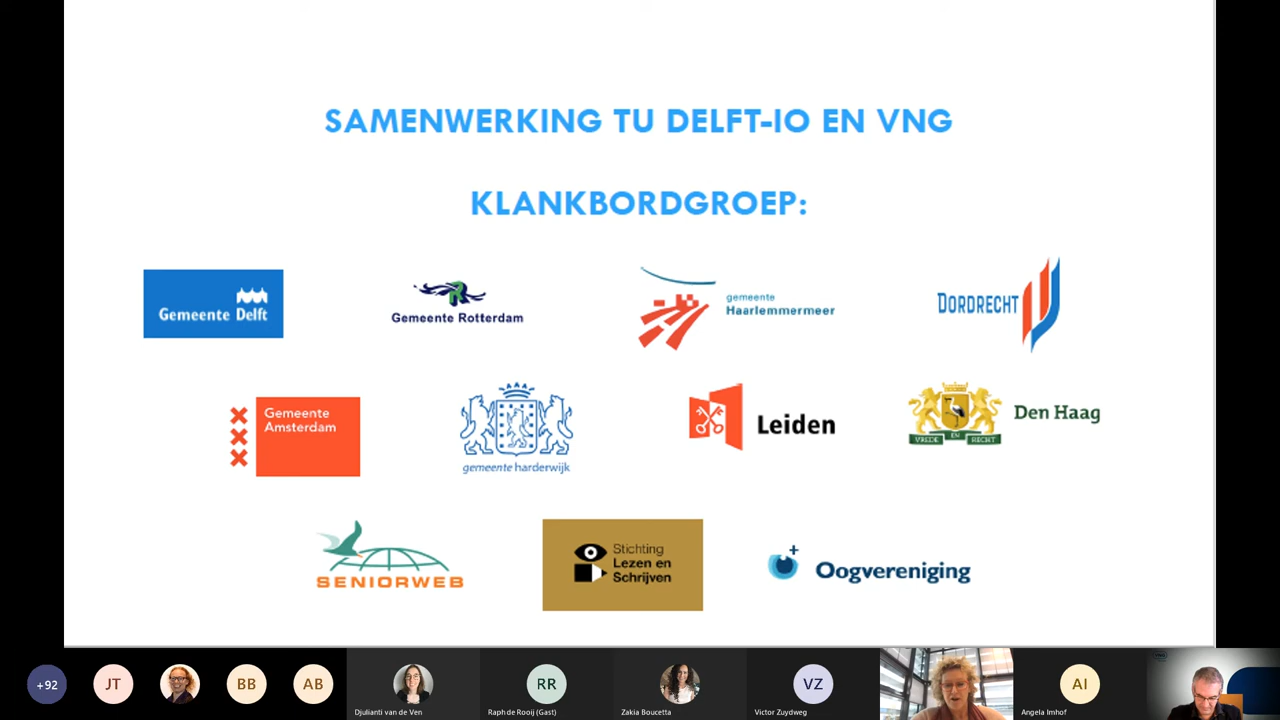 SAMENWERKING TU DELFT-IO EN VNG
KLANKBORDGROEP:
Gemeente Delft
R
Gemeente Rotterdam
gemeente
Haarlemmermeer
DORDRECHT
Gemeente
Amsterdam
gemeente harderwijk
Leiden
VREDE EN RECHT
Den Haag
SENIORWEB
Stichting
Lezen en
Schrijven
Oogvereniging
+92
JT
BB
AB
Djulianti van de Ven
RR
Raph de Rooij (Gast)
Zakia Boucetta
VZ
Victor Zuydweg
AI
Angela Imhof